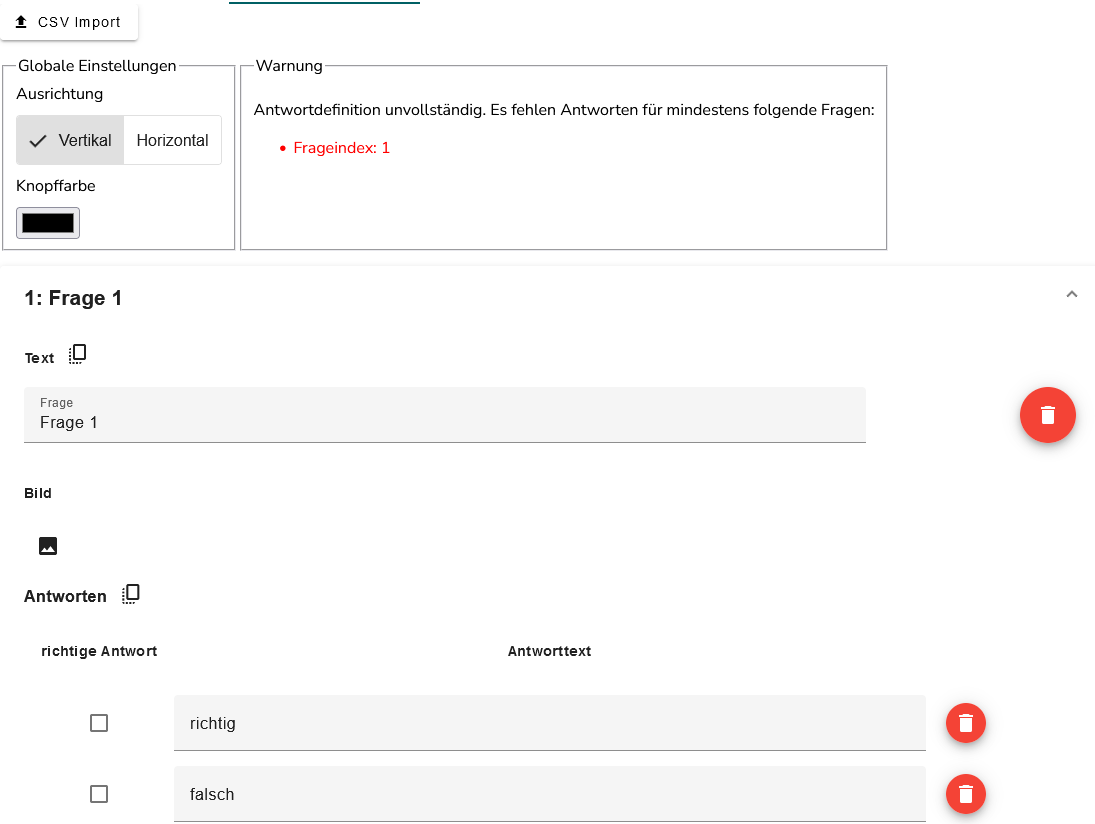 CSV Import
Globale Einstellungen
Ausrichtung
Vertikal
Horizontal
Knopffarbe
Warnung
Antwortdefinition unvollständig. Es fehlen Antworten für mindestens folgende Fragen:
• Frageindex: 1
1: Frage 1
Text
Frage
Frage 1
Bild
Antworten
richtige Antwort Antworttext
richtig
falsch